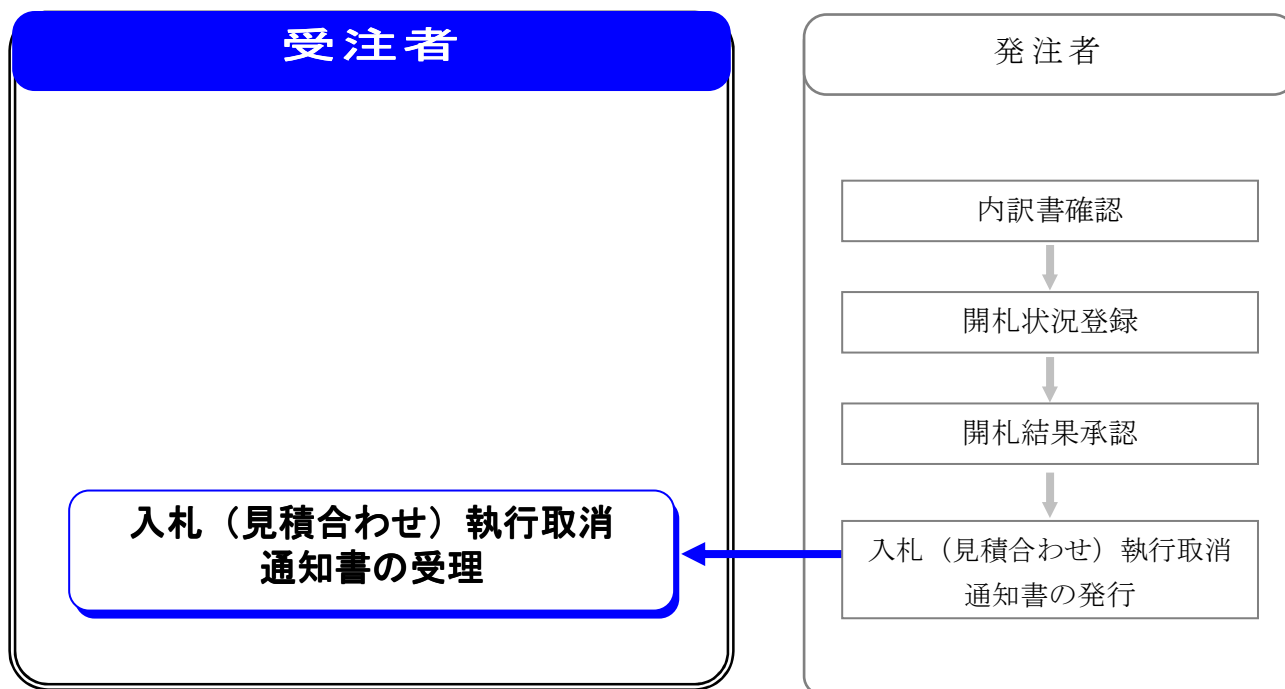 受注者
発注者
内訳書確認
開札状況登録
開札結果承認
入札（見積合わせ）執行取消
通知書の発行
入札（見積合わせ）執行取消
通知書の受理